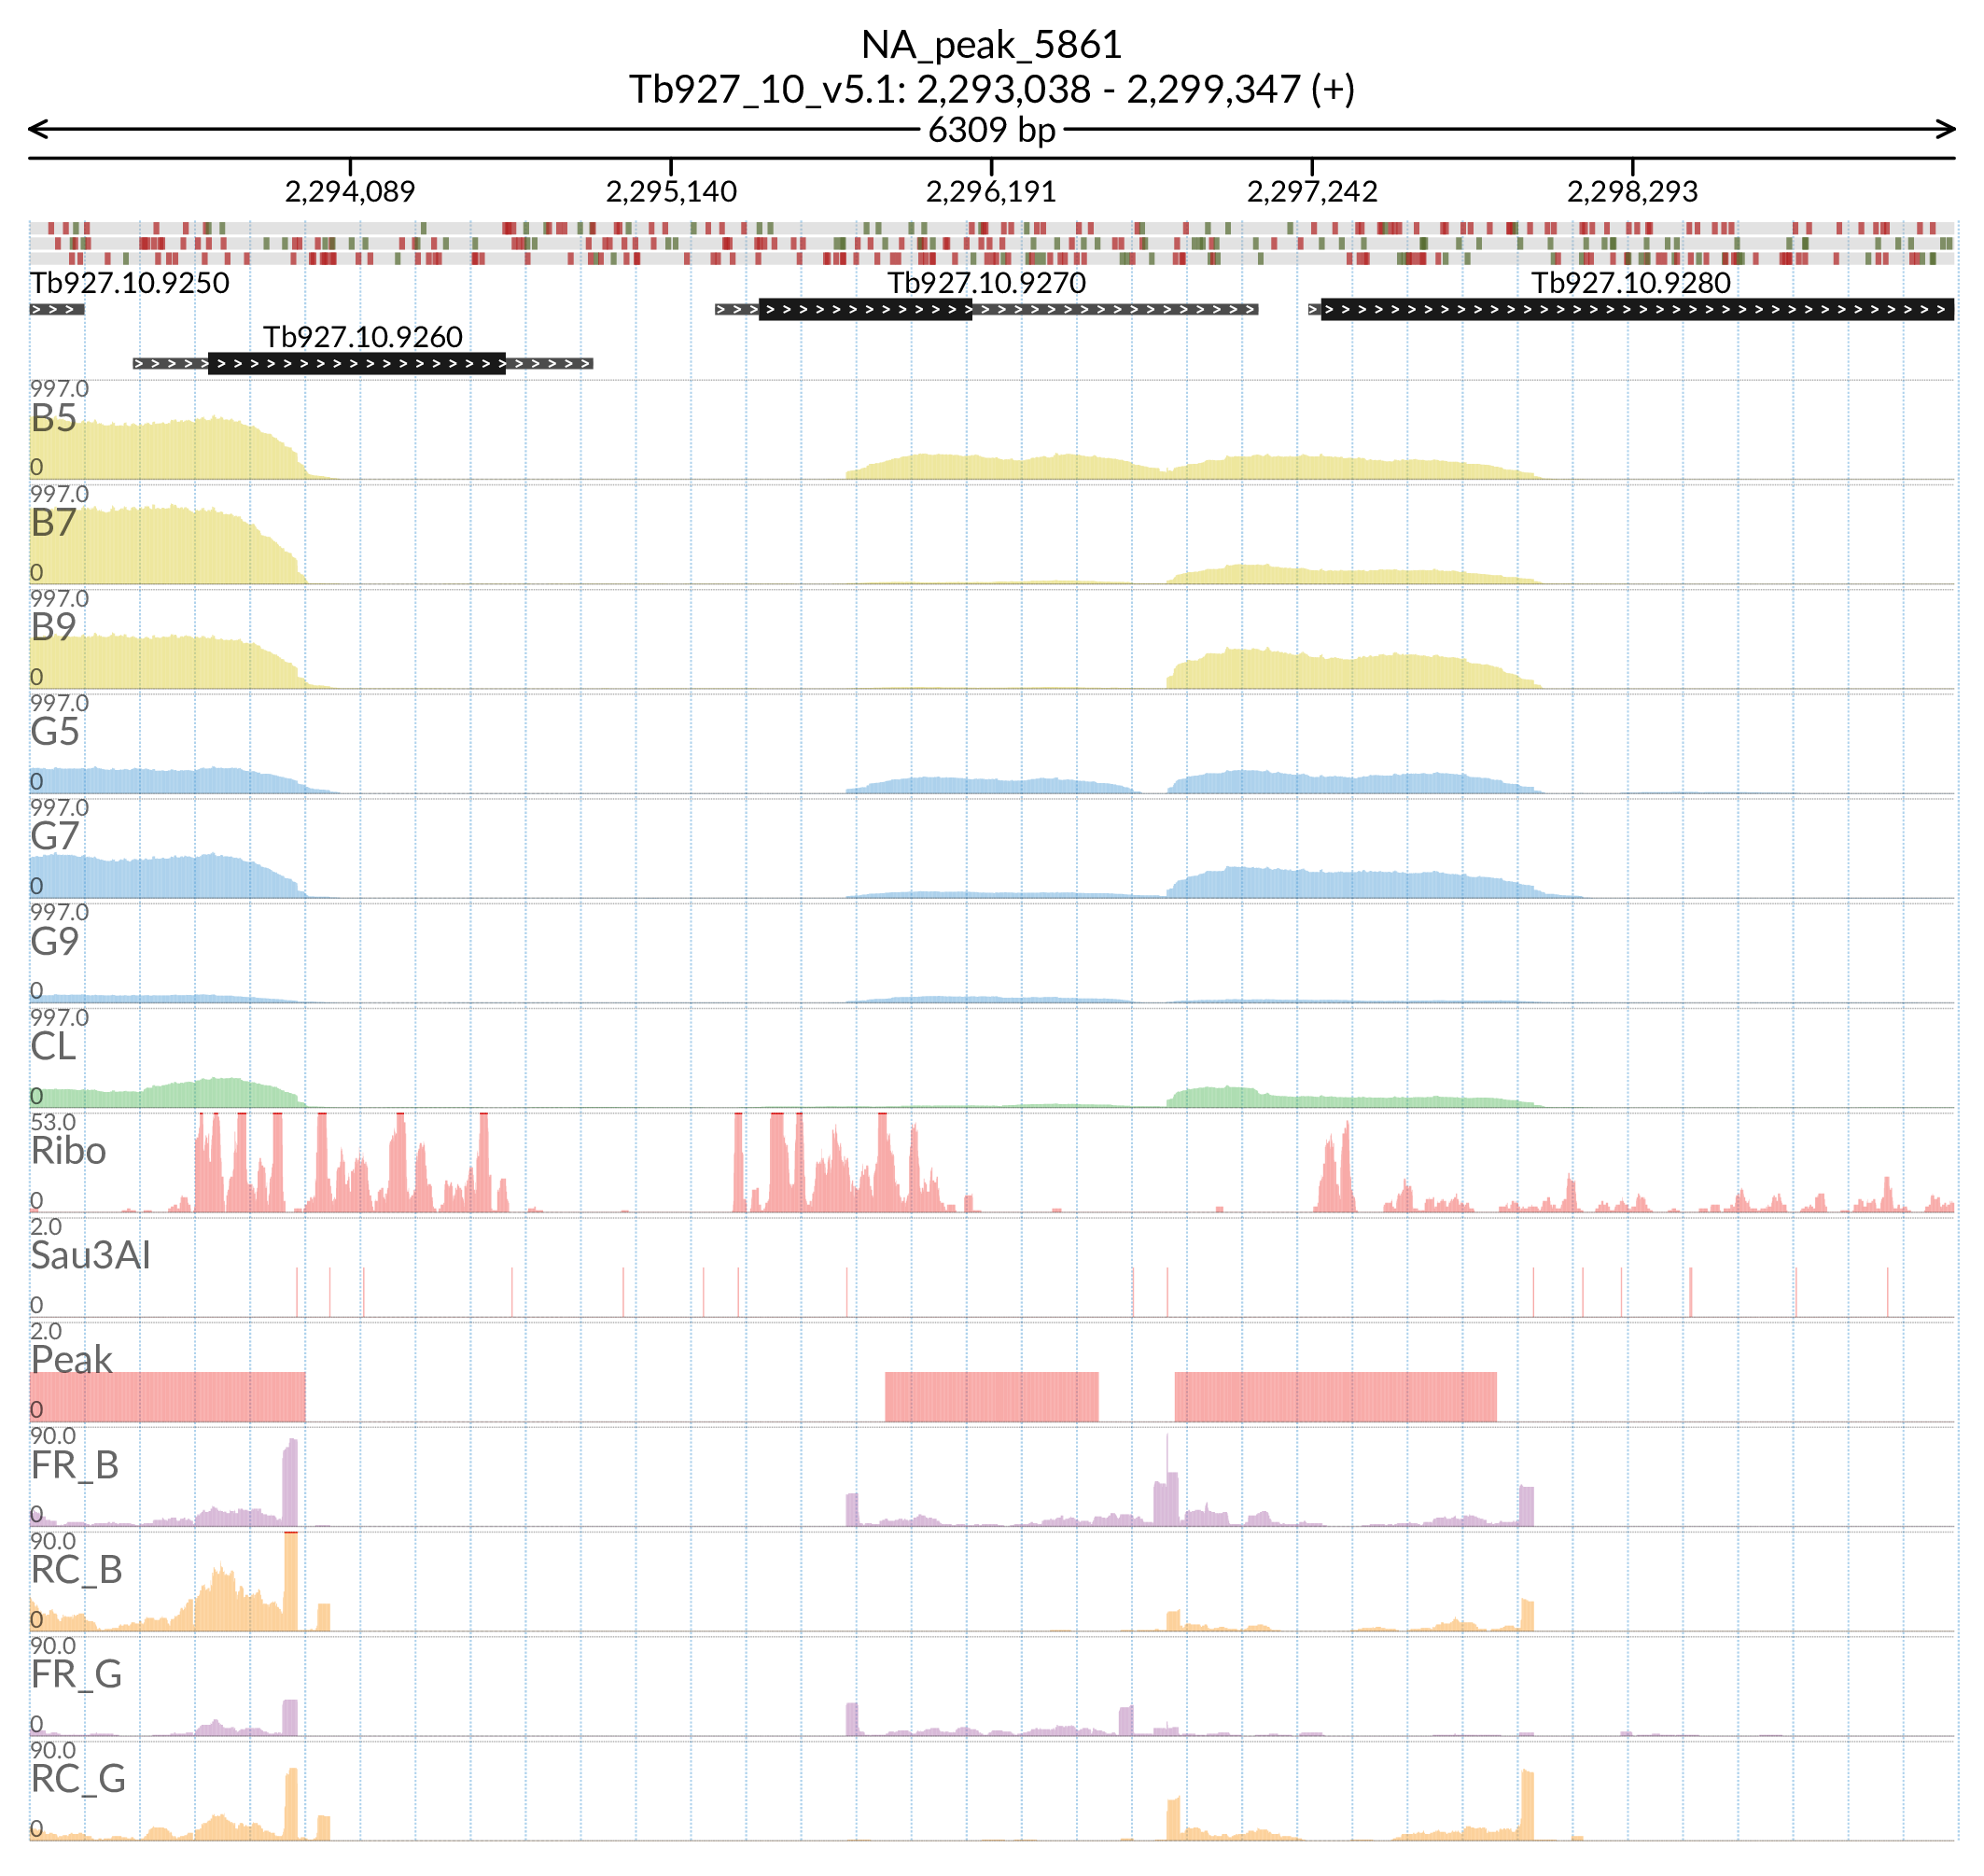 NA_peak_5861
Tb927_10_v5.1: 2,293,038 - 2,299,347 (+)
6309 bp
2,294,089 2,295,140 2,296,191 2,297,242 2,298,293
Tb927.10.9250 Tb927.10.9270 Tb927.10.9280
Tb927.10.9260
997.0
B5
0
997.0
B7
0
997.0
B9
0
997.0
G5
0
997.0
G7
0
997.0
G9
0
997.0
CL
0
53.0
Ribo
0
2.0
Sau3AI
0
2.0
Peak
0
90.0
FR_B
0
90.0
RC_B
0
90.0
FR_G
0
90.0
RC_G
0